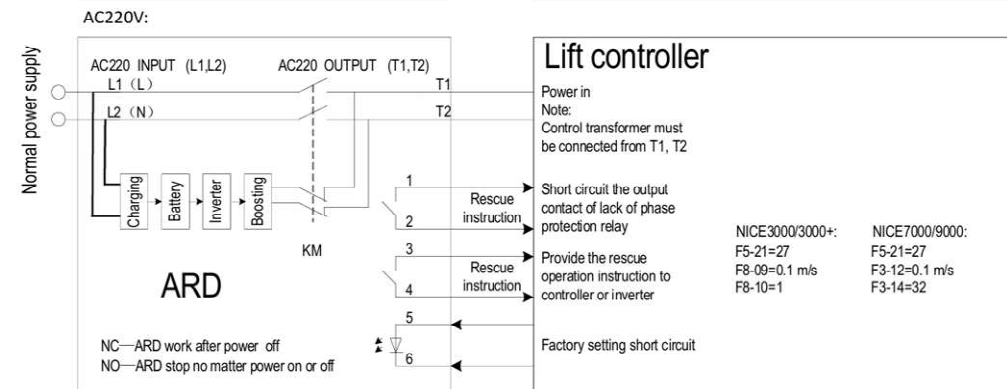 AC220V:
Normal power supply
AC220 INPUT (L1,L2)
AC220 OUTPUT (T1,T2)
L1 (L)
T1
L2 (N)
T2
Charging
Battery
Inverter
Boosting
KM
ARD
1
Rescue
instruction
2
3
Rescue
instruction
4
5
6
NC—ARD work after power off
NO—ARD stop no matter power on or off
Lift controller
Power in
Note:
Control transformer must
be connected from T1, T2
Short circuit the output
contact of lack of phase
protection relay
Provide the rescue
operation instruction to
controller or inverter
Factory setting short circuit
NICE3000/3000+:
F5-21=27
F8-09=0.1 m/s
F8-10=1
NICE7000/9000:
F5-21=27
F3-12=0.1 m/s
F3-14=32